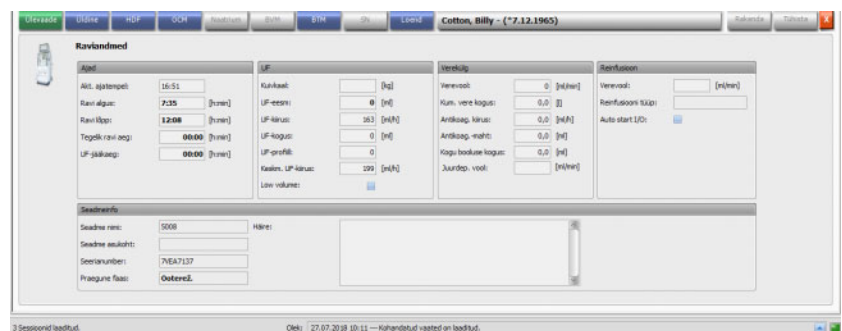 Ülevaade Üldine HDF OCM Naatrium BVM BTM SN Loend Cotton, Billy - (*7.12.1965) Rakenda Tühista X
Raviandmed
Ajad UF Verekülg Reinfusioon
Akt. ajatempel: 16:51 Kuivkaal: [kg] Verevool: 0 [ml/min] Verevool: [ml/min]
Ravi algus: 7:35 [h:min] UF-eesm: 0 [ml] Kum. vere kogus: 0,0 [l] Reinfusiooni tüüp:
Ravi lõpp: 12:08 [h:min] UF-kiirus: 163 [ml/h] Antikoag. kiirus: 0,0 [ml/h] Auto start I/O:
Tegelik ravi aeg: 00:00 [h:min] UF-kogus: 0 [ml] Antikoag. -maht: 0,0 [ml]
UF-jääkaeg: 00:00 [h:min] UF-profiil: 0 Kogu booluse kogus: 0,0 [ml]
Keskm. UF-kiirus: 199 [ml/h] Juurdep. vool: [ml/min]
Low volume:
Seadmeinfo
Seadme nimi: 5008 Häire:
Seadme asukoht:
Seerianumber: 7VEA7137
Praegune faas: Ooterež.
3 Sessioonid laaditud. Olek: 27.07.2018 10:11 — Kohandatud vaated on laaditud.